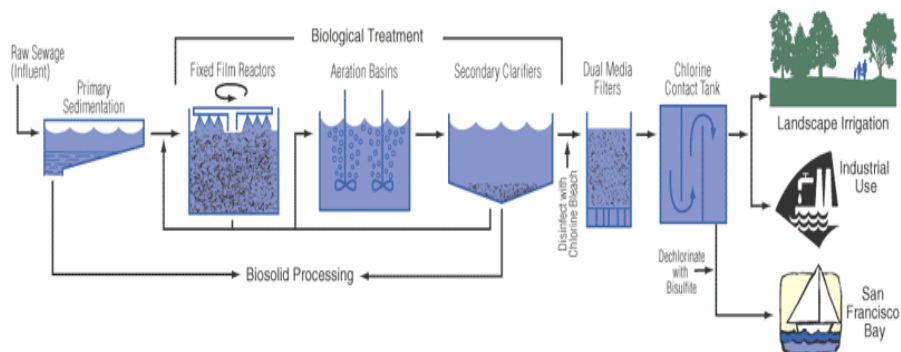 Biological Treatment
Raw Sewage
(Influent)
Primary
Sedimentation
Fixed Film Reactors
Aeration Basins
Secondary Clarifiers
Dual Media
Filters
Chlorine
Contact Tank
Landscape Irrigation
Industrial
Use
Disinfect with
Chlorine Bleach
Dechlorinate
with
Bisulfite
Biosolid Processing
San
Francisco
Bay